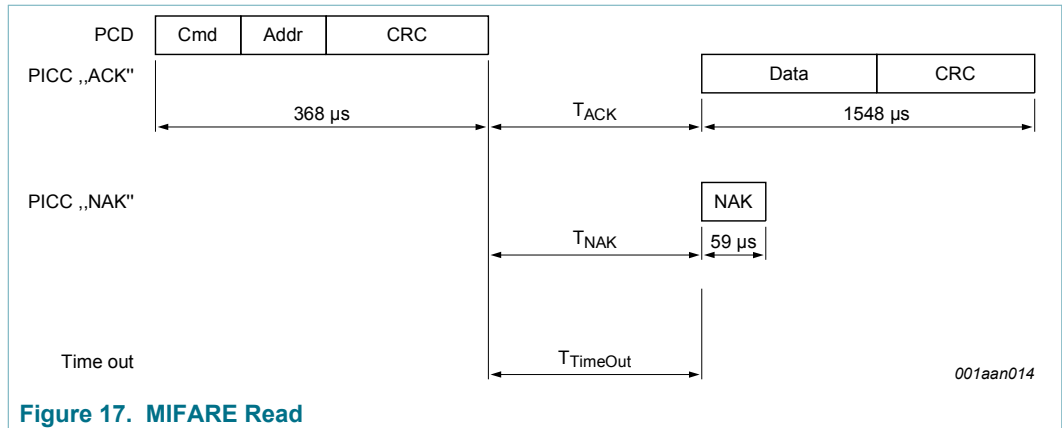 PCD Cmd Addr CRC
PICC ,,ACK" Data CRC
368 µs TACK 1548 µs
PICC ,,NAK" NAK
TNAK 59 µs
Time out TTimeOut
001aan014
Figure 17. MIFARE Read